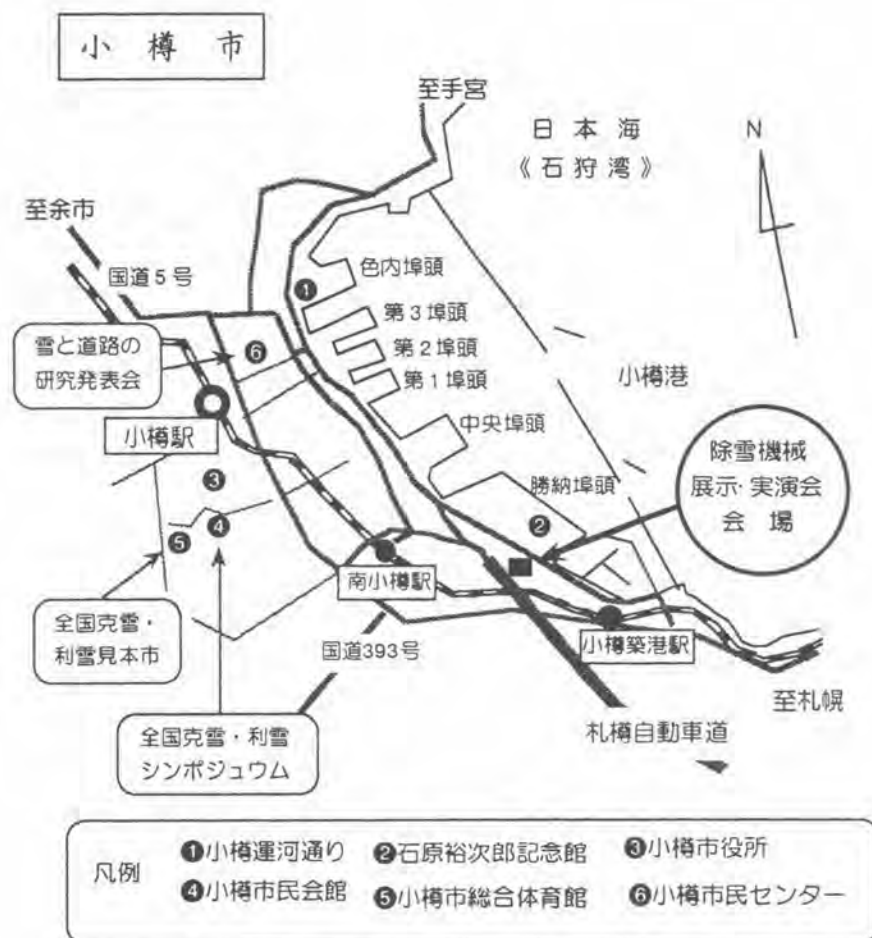 小樽市
至手宮
日本海
《石狩湾》
N
至余市
国道5号
色内埠頭
❶
第3埠頭
雪と道路の
研究発表会
❻
第2埠頭
第1埠頭
小樽港
小樽駅
中央埠頭
除雪機械
展示・実演会
会場
❸
勝納埠頭
❹
❷
❺
南小樽駅
全国克雪・
利雪見本市
国道393号
小樽築港駅
至札幌
全国克雪・利雪
シンポジュウム
札樽自動車道
凡例
❶小樽運河通り ❷石原裕次郎記念館 ❸小樽市役所
❹小樽市民会館 ❺小樽市総合体育館 ❻小樽市民センター